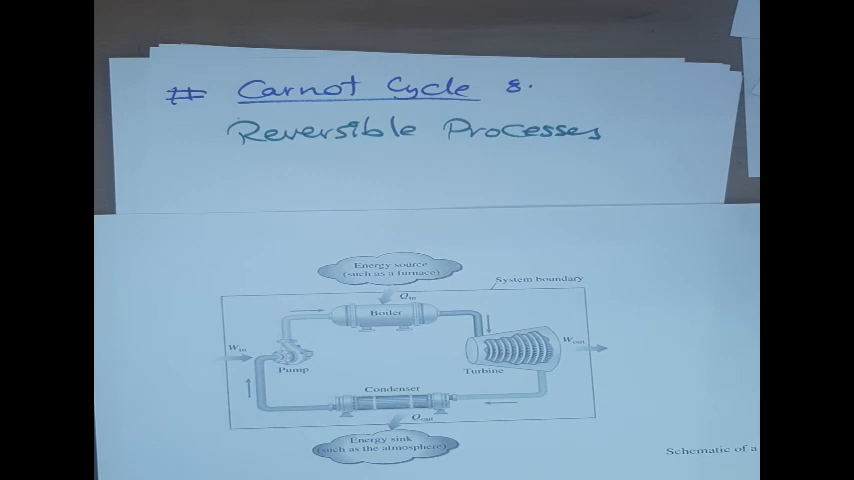 # Carnot Cycle 8.
Reversible Processes
Energy source
(such as a furnace)
System boundary
Qin
Boiler
Win
Wout
Pump
Turbine
Condenser
Qout
Energy sink
(such as the atmosphere)
Schematic of a